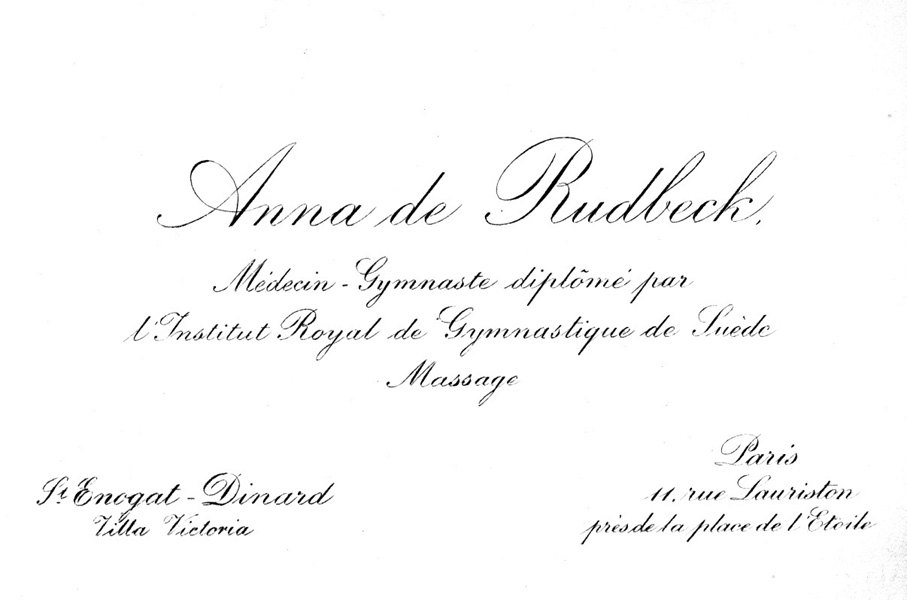 Anna de Rudbeck.
Médecin - Gymnaste diplômé par
l'Institut Royal de Gymnastique de Suède
Massage
St Enogat - Dinard
Villa Victoria
Paris
11, rue Lauriston
près de la place de l'Etoile